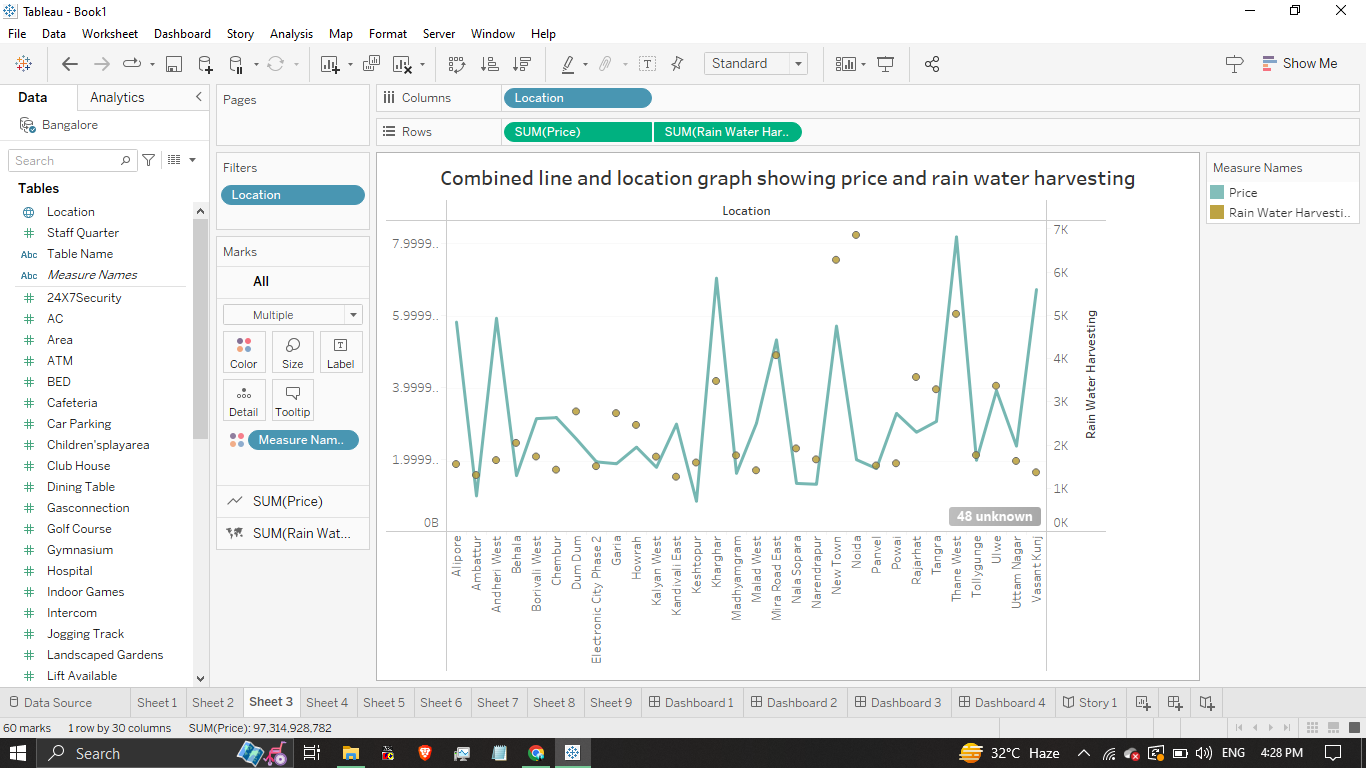 Tableau - Book1
File Data Worksheet Dashboard Story Analysis Map Format Server Window Help
Standard
Show Me
Data Analytics
Bangalore
Search
Tables
Location
Staff Quarter
Abc Table Name
Abc Measure Names
24X7Security
AC
Area
ATM
BED
Cafeteria
Car Parking
Children'splayarea
Club House
Dining Table
Gasconnection
Golf Course
Gymnasium
Hospital
Indoor Games
Intercom
Jogging Track
Landscaped Gardens
Lift Available
Pages
Filters
Location
Marks
All
Multiple
Color Size Label
Detail Tooltip
Measure Nam..
SUM(Price)
SUM(Rain Wat...
Columns Location
Rows SUM(Price) SUM(Rain Water Har..
Combined line and location graph showing price and rain water harvesting
Location
7.9999..
5.9999..
3.9999..
1.9999..
0B
7K
6K
5K
4K
3K
2K
1K
0K
Rain Water Harvesting
48 unknown
Alipore
Ambattur
Andheri West
Behala
Borivali West
Chembur
Dum Dum
Electronic City Phase 2
Garia
Howrah
Kalyan West
Kandivali East
Keshtopur
Kharghar
Madhyamgram
Malad West
Mira Road East
Nala Sopara
Narendrapur
New Town
Noida
Panvel
Powai
Rajarhat
Tangra
Thane West
Tollygunge
Ulwe
Uttam Nagar
Vasant Kunj
Measure Names
Price
Rain Water Harvesti..
Data Source Sheet 1 Sheet 2 Sheet 3 Sheet 4 Sheet 5 Sheet 6 Sheet 7 Sheet 8 Sheet 9 Dashboard 1 Dashboard 2 Dashboard 3 Dashboard 4 Story 1
60 marks 1 row by 30 columns SUM(Price): 97,314,928,782
Search
32°C Haze ENG 4:28 PM